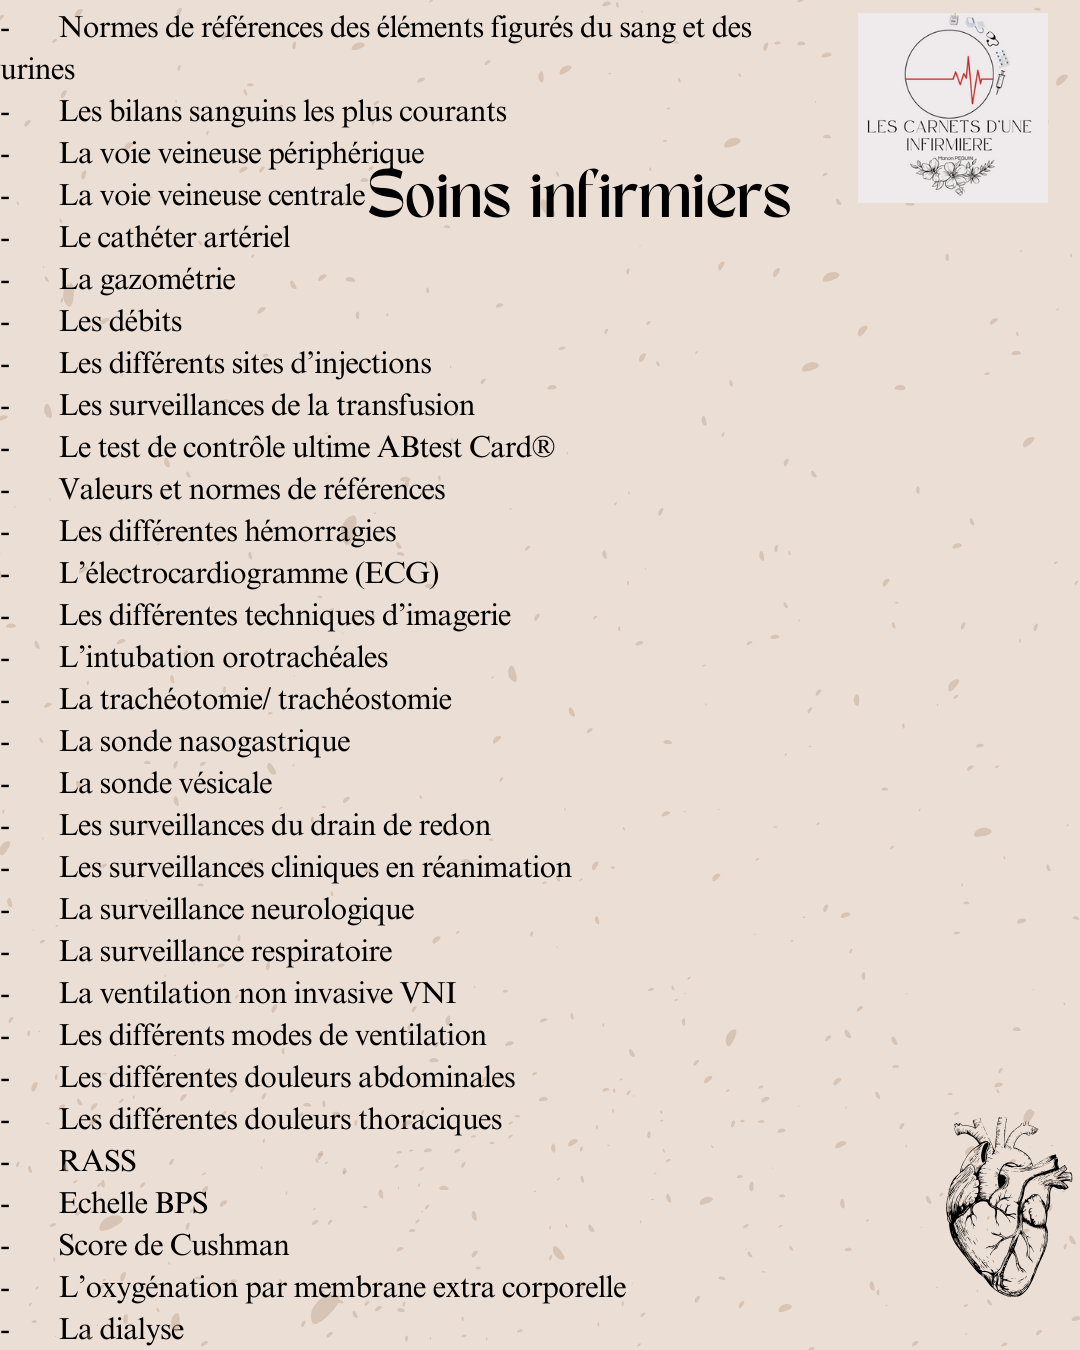 - Normes de références des éléments figurés du sang et des
urines
- Les bilans sanguins les plus courants
- La voie veineuse périphérique
- La voie veineuse centrale
Soins infirmiers
- Le cathéter artériel
- La gazométrie
- Les débits
- Les différents sites d'injections
- Les surveillances de la transfusion
- Le test de contrôle ultime ABtest Card®
- Valeurs et normes de références
- Les différentes hémorragies
- L'électrocardiogramme (ECG)
- Les différentes techniques d'imagerie
- L'intubation orotrachéales
- La trachéotomie/ trachéostomie
- La sonde nasogastrique
- La sonde vésicale
- Les surveillances du drain de redon
- Les surveillances cliniques en réanimation
- La surveillance neurologique
- La surveillance respiratoire
- La ventilation non invasive VNI
- Les différents modes de ventilation
- Les différentes douleurs abdominales
- Les différentes douleurs thoraciques
- RASS
- Echelle BPS
- Score de Cushman
- L'oxygénation par membrane extra corporelle
- La dialyse
LES CARNETS D'UNE
INFIRMIERE
Manon PEQUIN